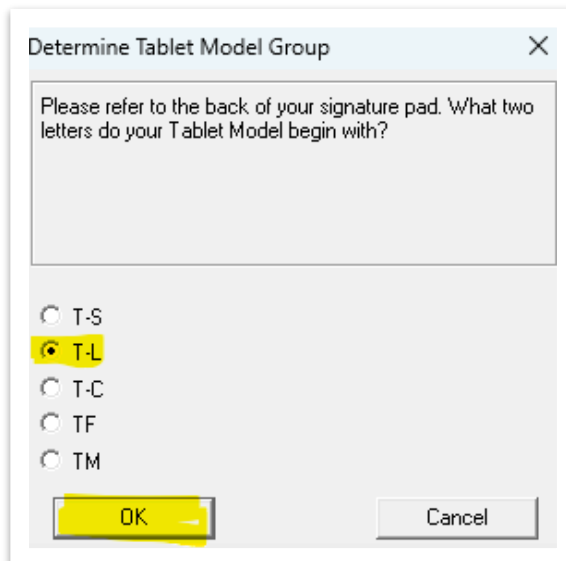 Determine Tablet Model Group
Please refer to the back of your signature pad. What two
letters do your Tablet Model begin with?
T-S
T-L
T-C
TF
TM
OK
Cancel